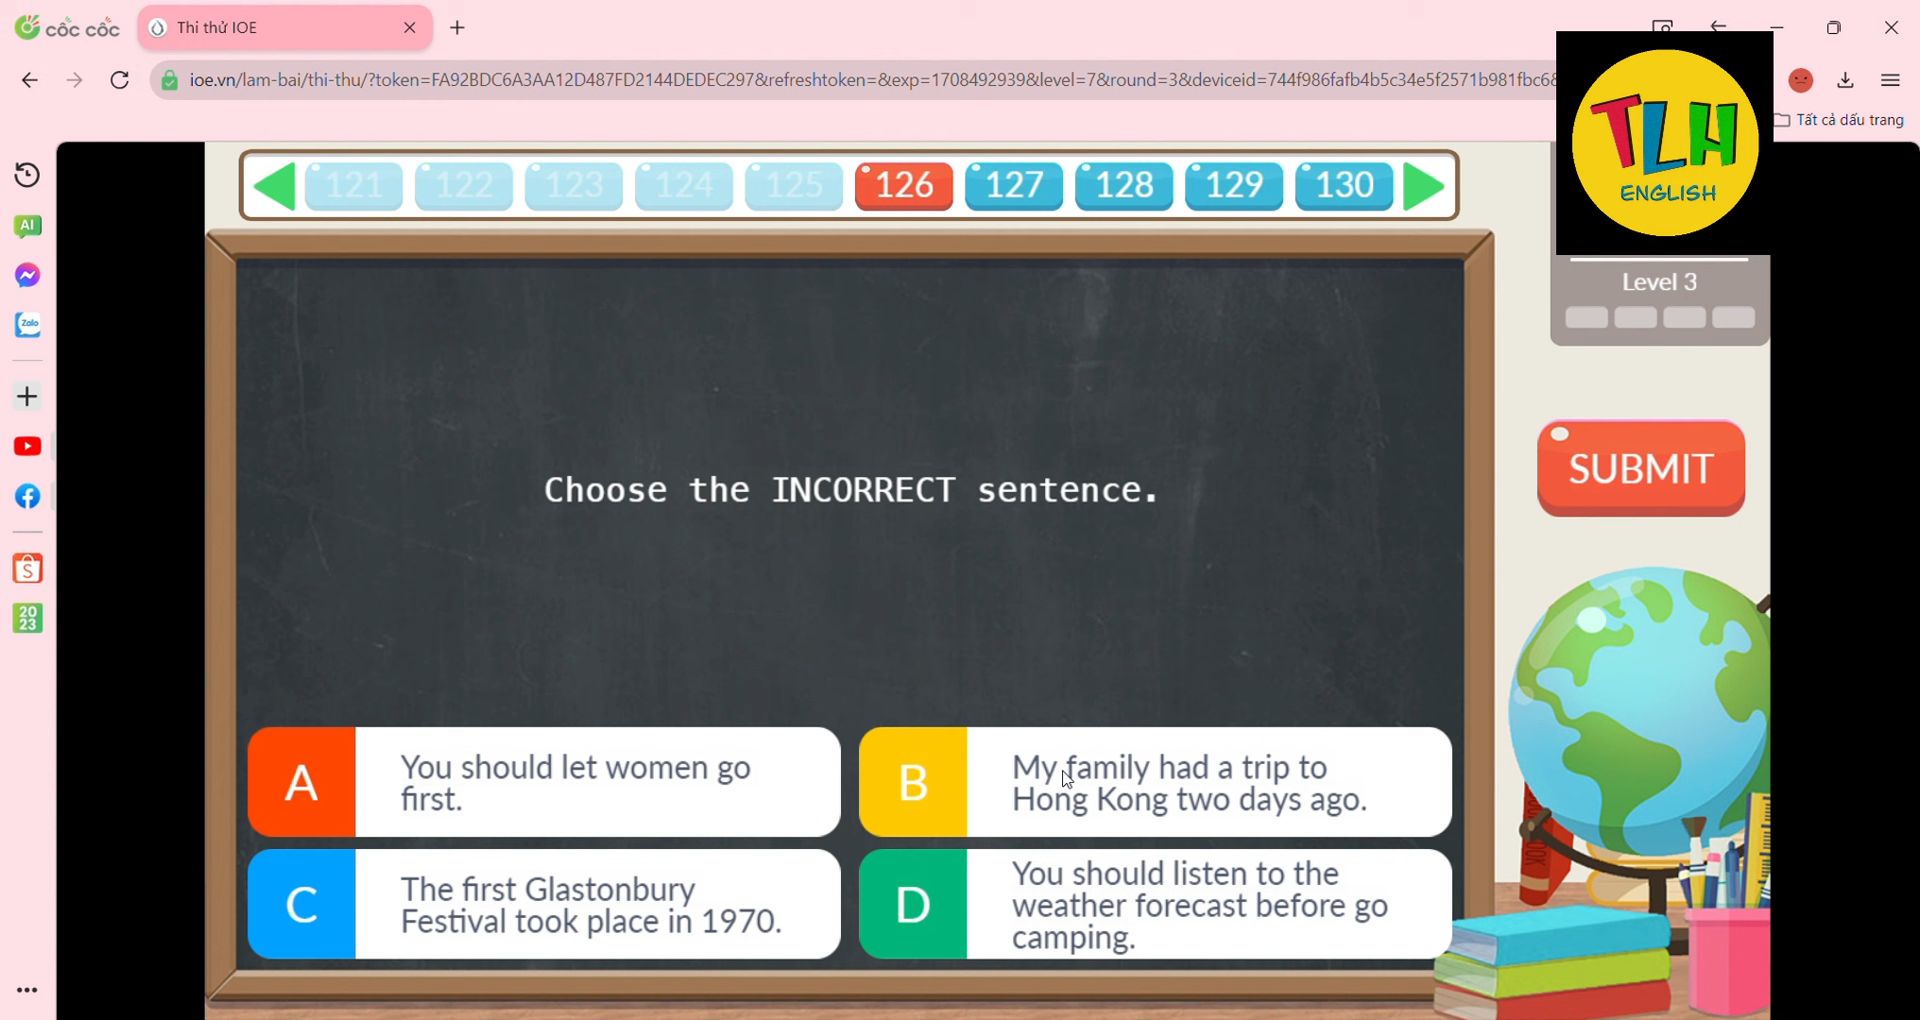 cốc cốc
Thi thử IOE
ioe.vn/lam-bai/thi-thu/?token=FA92BDC6A3AA12D487FD2144DEDEC297&refreshtoken=&exp=1708492939&level=7&round=3&deviceid=744f986fafb4b5c34e5f2571b981fbc6&
Tất cả dấu trang
TLH
ENGLISH
AI
Zalo
20
23
121 122 123 124 125 126 127 128 129 130
Level 3
Choose the INCORRECT sentence.
SUBMIT
A
You should let women go
first.
B
My family had a trip to
Hong Kong two days ago.
C
The first Glastonbury
Festival took place in 1970.
D
You should listen to the
weather forecast before go
camping.